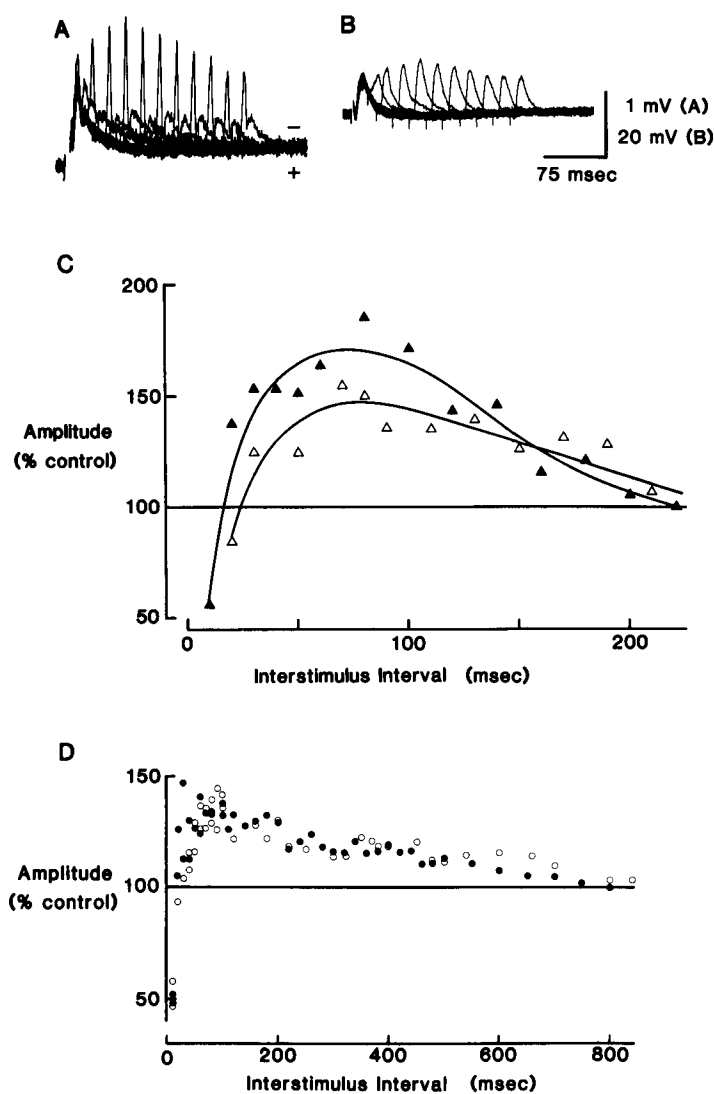 A
B
−
+
1 mV (A)
20 mV (B)
75 msec
C
200
150
Amplitude
(% control)
100
50
0
100
200
Interstimulus Interval (msec)
D
150
Amplitude
(% control)
100
50
0
200
400
600
800
Interstimulus Interval (msec)